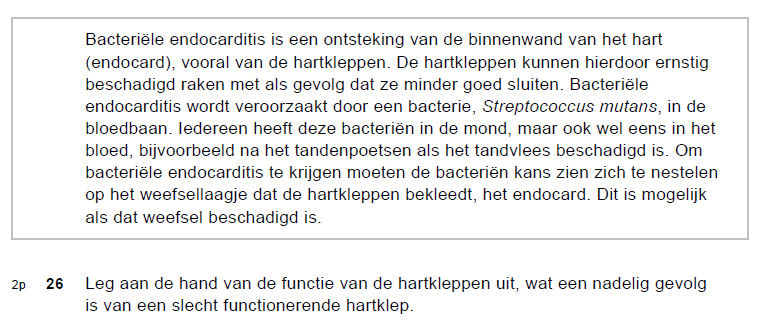 Bacteriële endocarditis is een ontsteking van de binnenwand van het hart
(endocard), vooral van de hartkleppen. De hartkleppen kunnen hierdoor ernstig
beschadigd raken met als gevolg dat ze minder goed sluiten. Bacteriële
endocarditis wordt veroorzaakt door een bacterie, Streptococcus mutans, in de
bloedbaan. Iedereen heeft deze bacteriën in de mond, maar ook wel eens in het
bloed, bijvoorbeeld na het tandenpoetsen als het tandvlees beschadigd is. Om
bacteriële endocarditis te krijgen moeten de bacteriën kans zien zich te nestelen
op het weefsellaagje dat de hartkleppen bekleedt, het endocard. Dit is mogelijk
als dat weefsel beschadigd is.
2p 26 Leg aan de hand van de functie van de hartkleppen uit, wat een nadelig gevolg
is van een slecht functionerende hartklep.